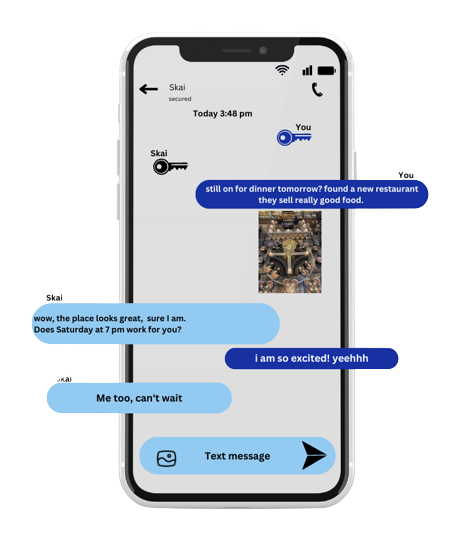 Skai
secured
Today 3:48 pm
You
Skai
You
still on for dinner tomorrow? found a new restaurant
they sell really good food.
Skai
wow, the place looks great,  sure I am.
Does Saturday at 7 pm work for you?
i am so excited! yeehhh
Skai
Me too, can't wait
Text message